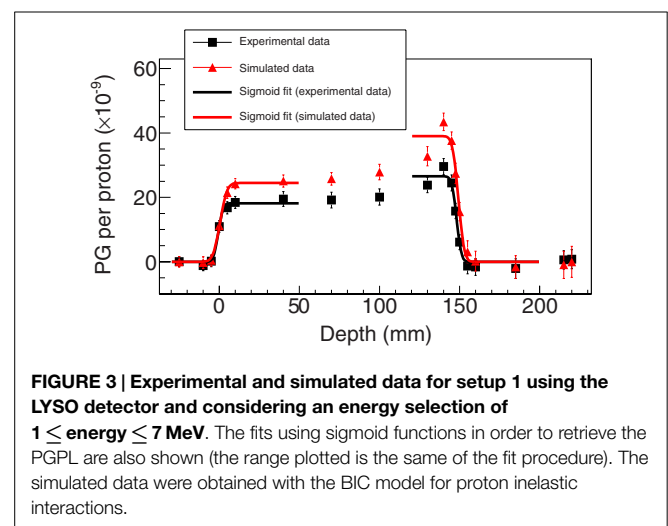 Experimental data
Simulated data
Sigmoid fit (experimental data)
Sigmoid fit (simulated data)
PG per proton (×10⁻⁹)
60
40
20
0
0 50 100 150 200
Depth (mm)
FIGURE 3 | Experimental and simulated data for setup 1 using the
LYSO detector and considering an energy selection of
1 ≤ energy ≤ 7 MeV. The fits using sigmoid functions in order to retrieve the
PGPL are also shown (the range plotted is the same of the fit procedure). The
simulated data were obtained with the BIC model for proton inelastic
interactions.